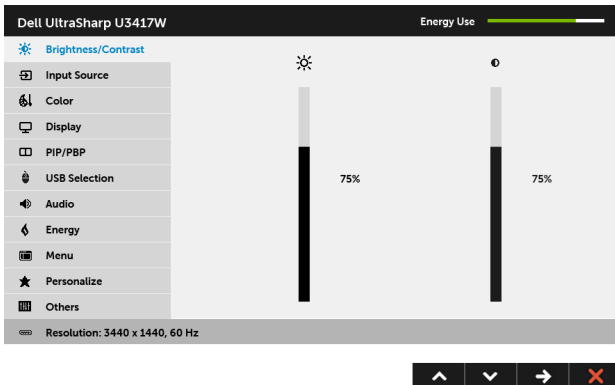 Dell UltraSharp U3417W
Energy Use
Brightness/Contrast
Input Source
Color
Display
PIP/PBP
USB Selection
Audio
Energy
Menu
Personalize
Others
75%
75%
Resolution: 3440 x 1440, 60 Hz